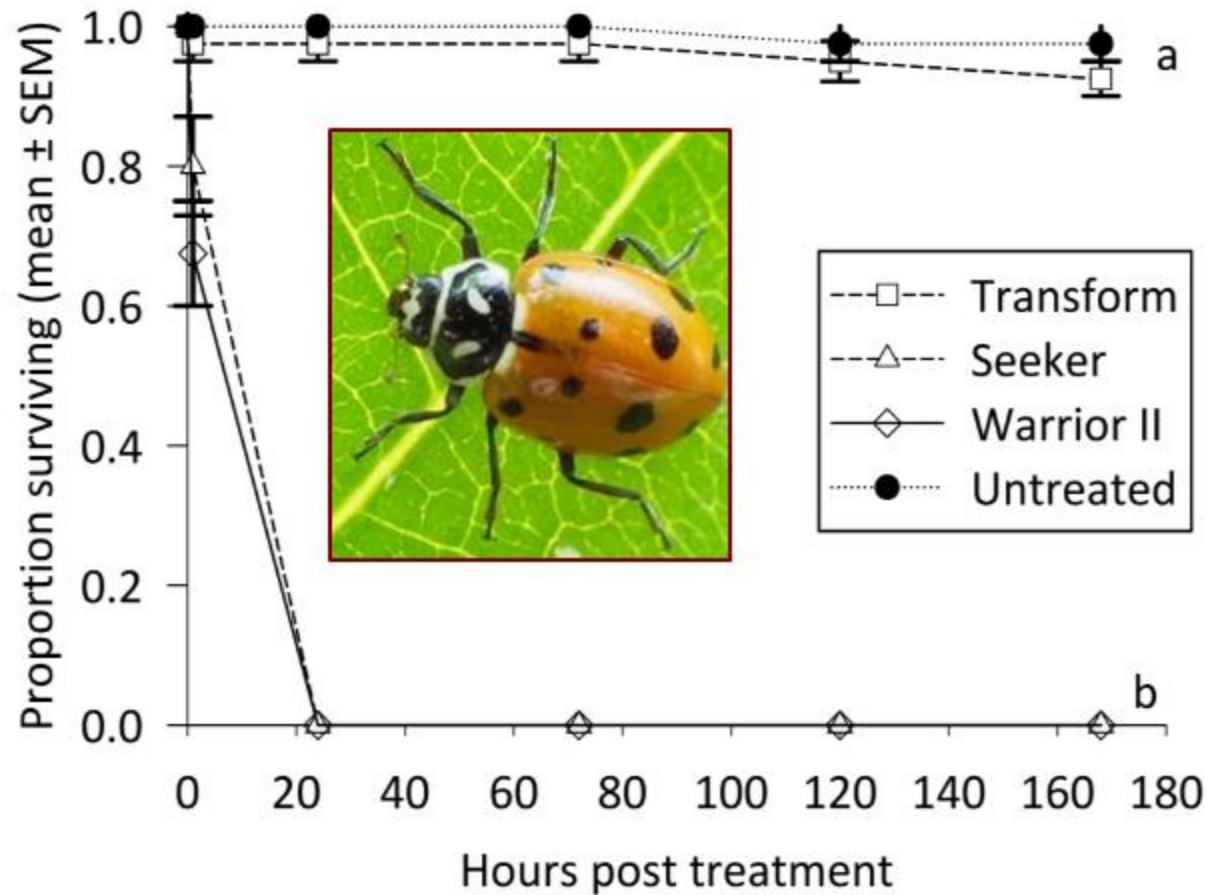 Proportion surviving (mean ± SEM)
1.0
0.8
0.6
0.4
0.2
0.0
a
b
Transform
Seeker
Warrior II
Untreated
0 20 40 60 80 100 120 140 160 180
Hours post treatment